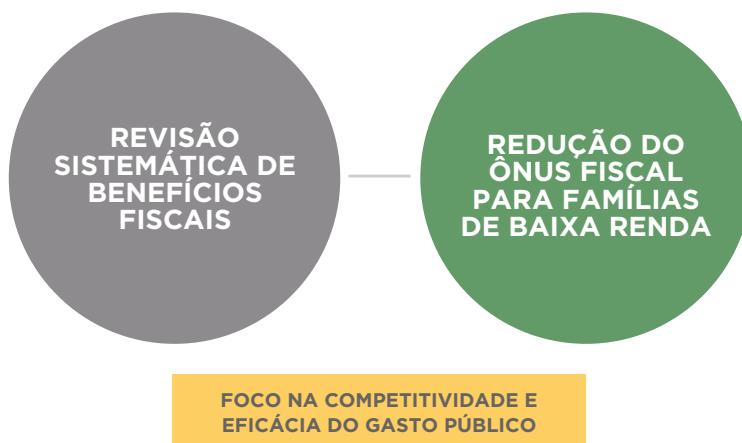 REVISÃO
SISTEMÁTICA DE
BENEFÍCIOS
FISCAIS
REDUÇÃO DO
ÔNUS FISCAL
PARA FAMÍLIAS
DE BAIXA RENDA
FOCO NA COMPETITIVIDADE E
EFICÁCIA DO GASTO PÚBLICO